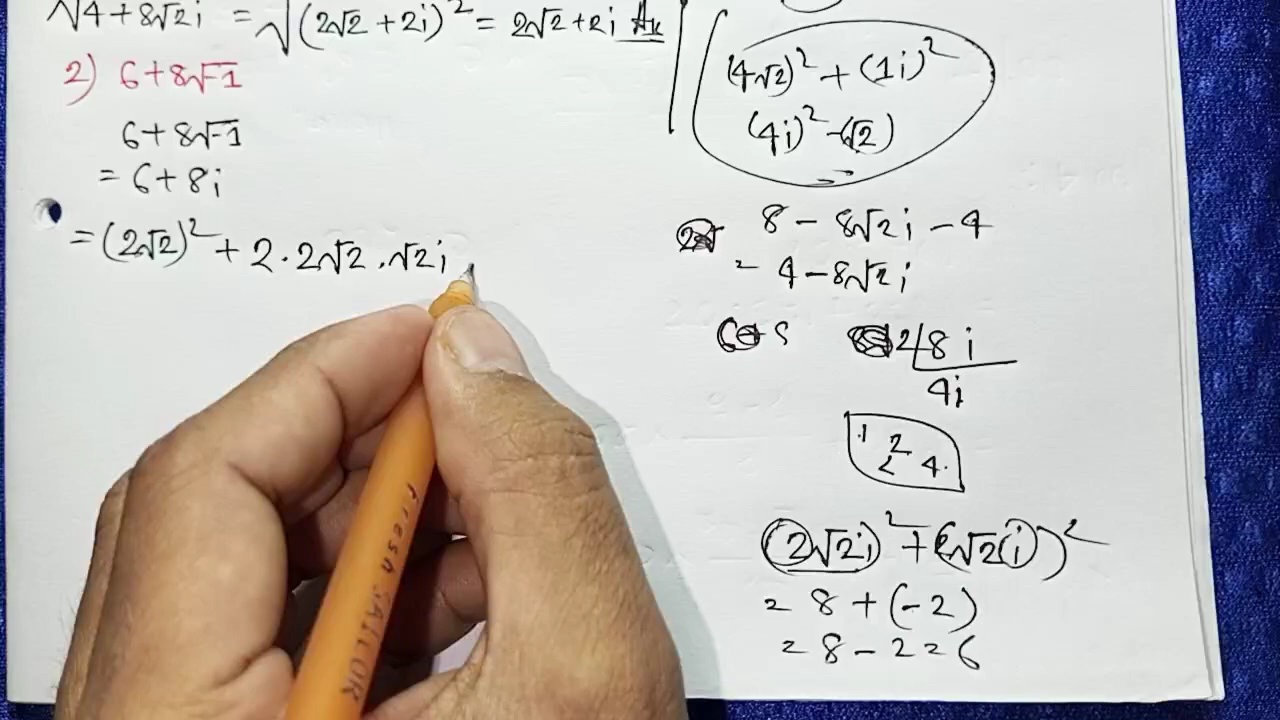 √4+8√2i = √(2√2+2i)² = 2√2+2i
2) 6+8√-1
6+8√-1
= 6+8i
= (2√2)² + 2·2√2·√2i
(4√2)² + (1i)²
(4i)² - (√2)
8 - 8√2i - 4
= 4 - 8√2i
2 8i
4i
1 2 2 4
(2√2i)² + (√2(i))²
= 8 + (-2)
= 8 - 2 = 6
fresh SAILOR